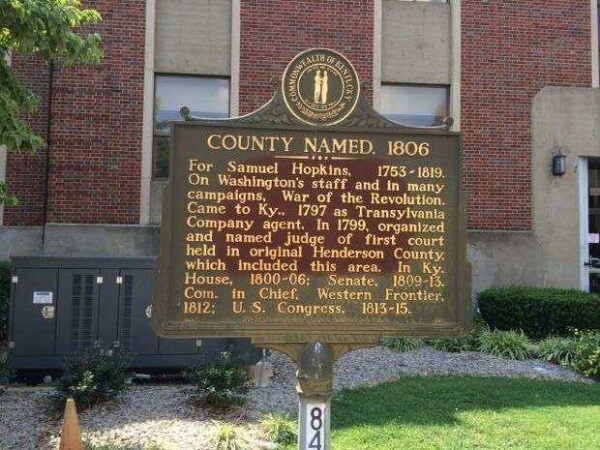 COMMONWEALTH OF KENTUCKY
COUNTY NAMED, 1806
For Samuel Hopkins, 1753-1819.
On Washington's staff and in many
campaigns, War of the Revolution.
Came to Ky., 1797 as Transylvania
Company agent. In 1799, organized
and named judge of first court
held in original Henderson County,
which included this area. In Ky.
House, 1800-06; Senate, 1809-13.
Com. in Chief, Western Frontier,
1812; U. S. Congress, 1813-15.
8
4